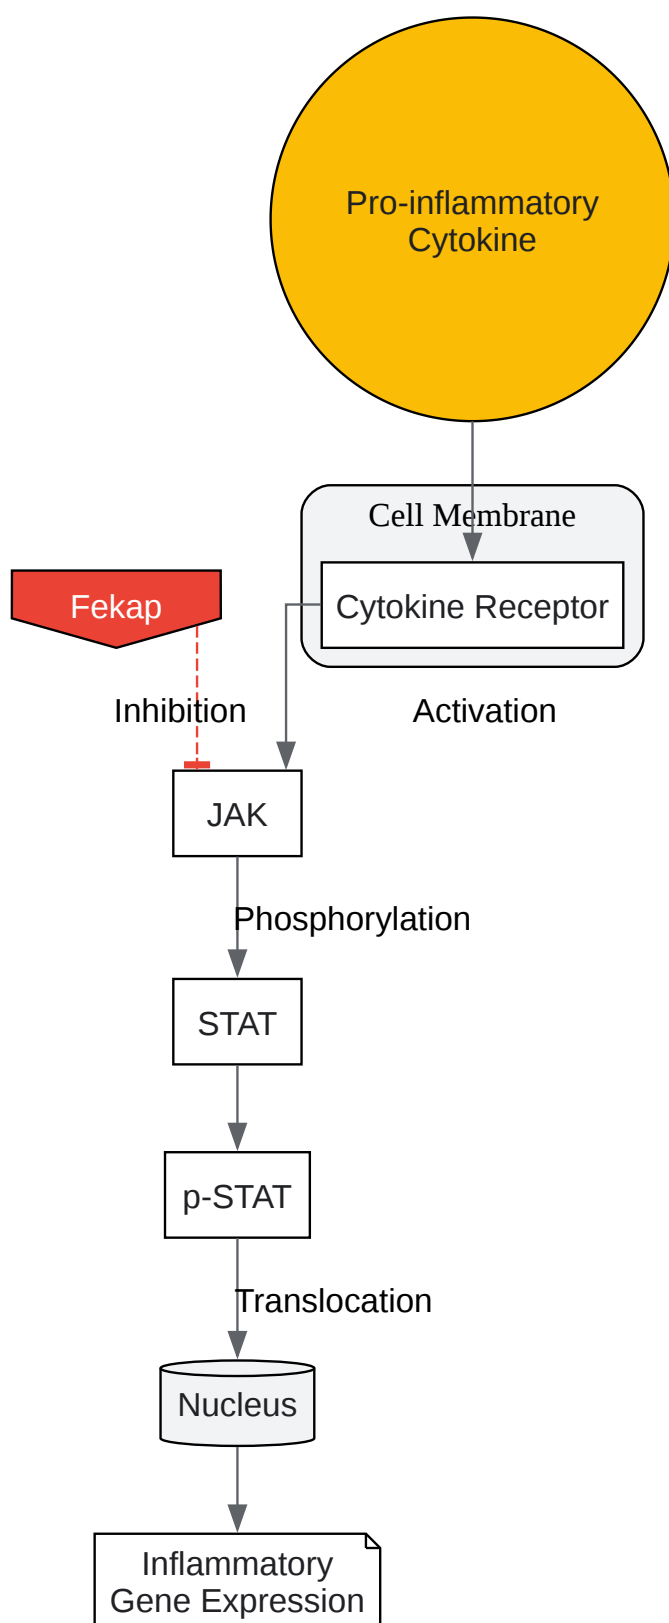 Pro-inflammatory
Cytokine
Cell Membrane
Fekap
Cytokine Receptor
Inhibition
Activation
JAK
Phosphorylation
STAT
p-STAT
Translocation
Nucleus
Inflammatory
Gene Expression